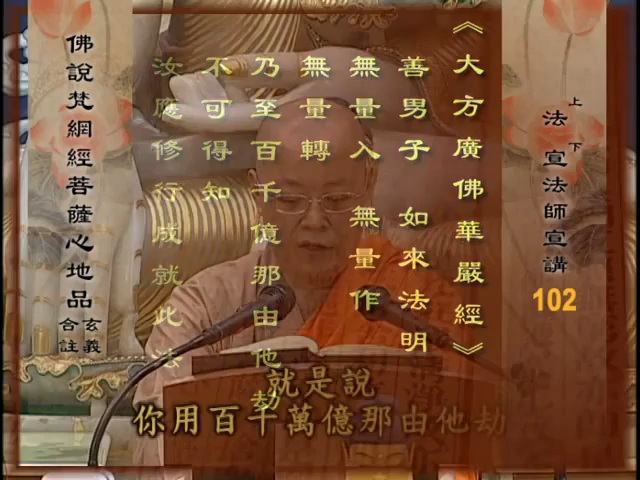 上 下
法 宣法師宣講
102
《大方廣佛華嚴經》
善男子 如來法明
無量入 無量作
無量轉
乃至百千億那由他劫
不可得知
汝應修行成就此法
佛說梵網經菩薩心地品
玄義
合註
就是說
你用百千萬億那由他劫